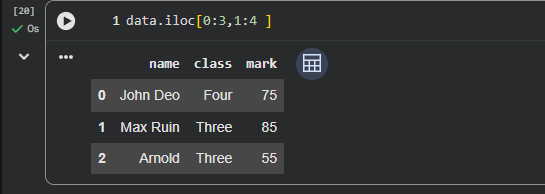 [20]
0s
1 data.iloc[0:3,1:4 ]
name class mark
0 John Deo Four 75
1 Max Ruin Three 85
2 Arnold Three 55